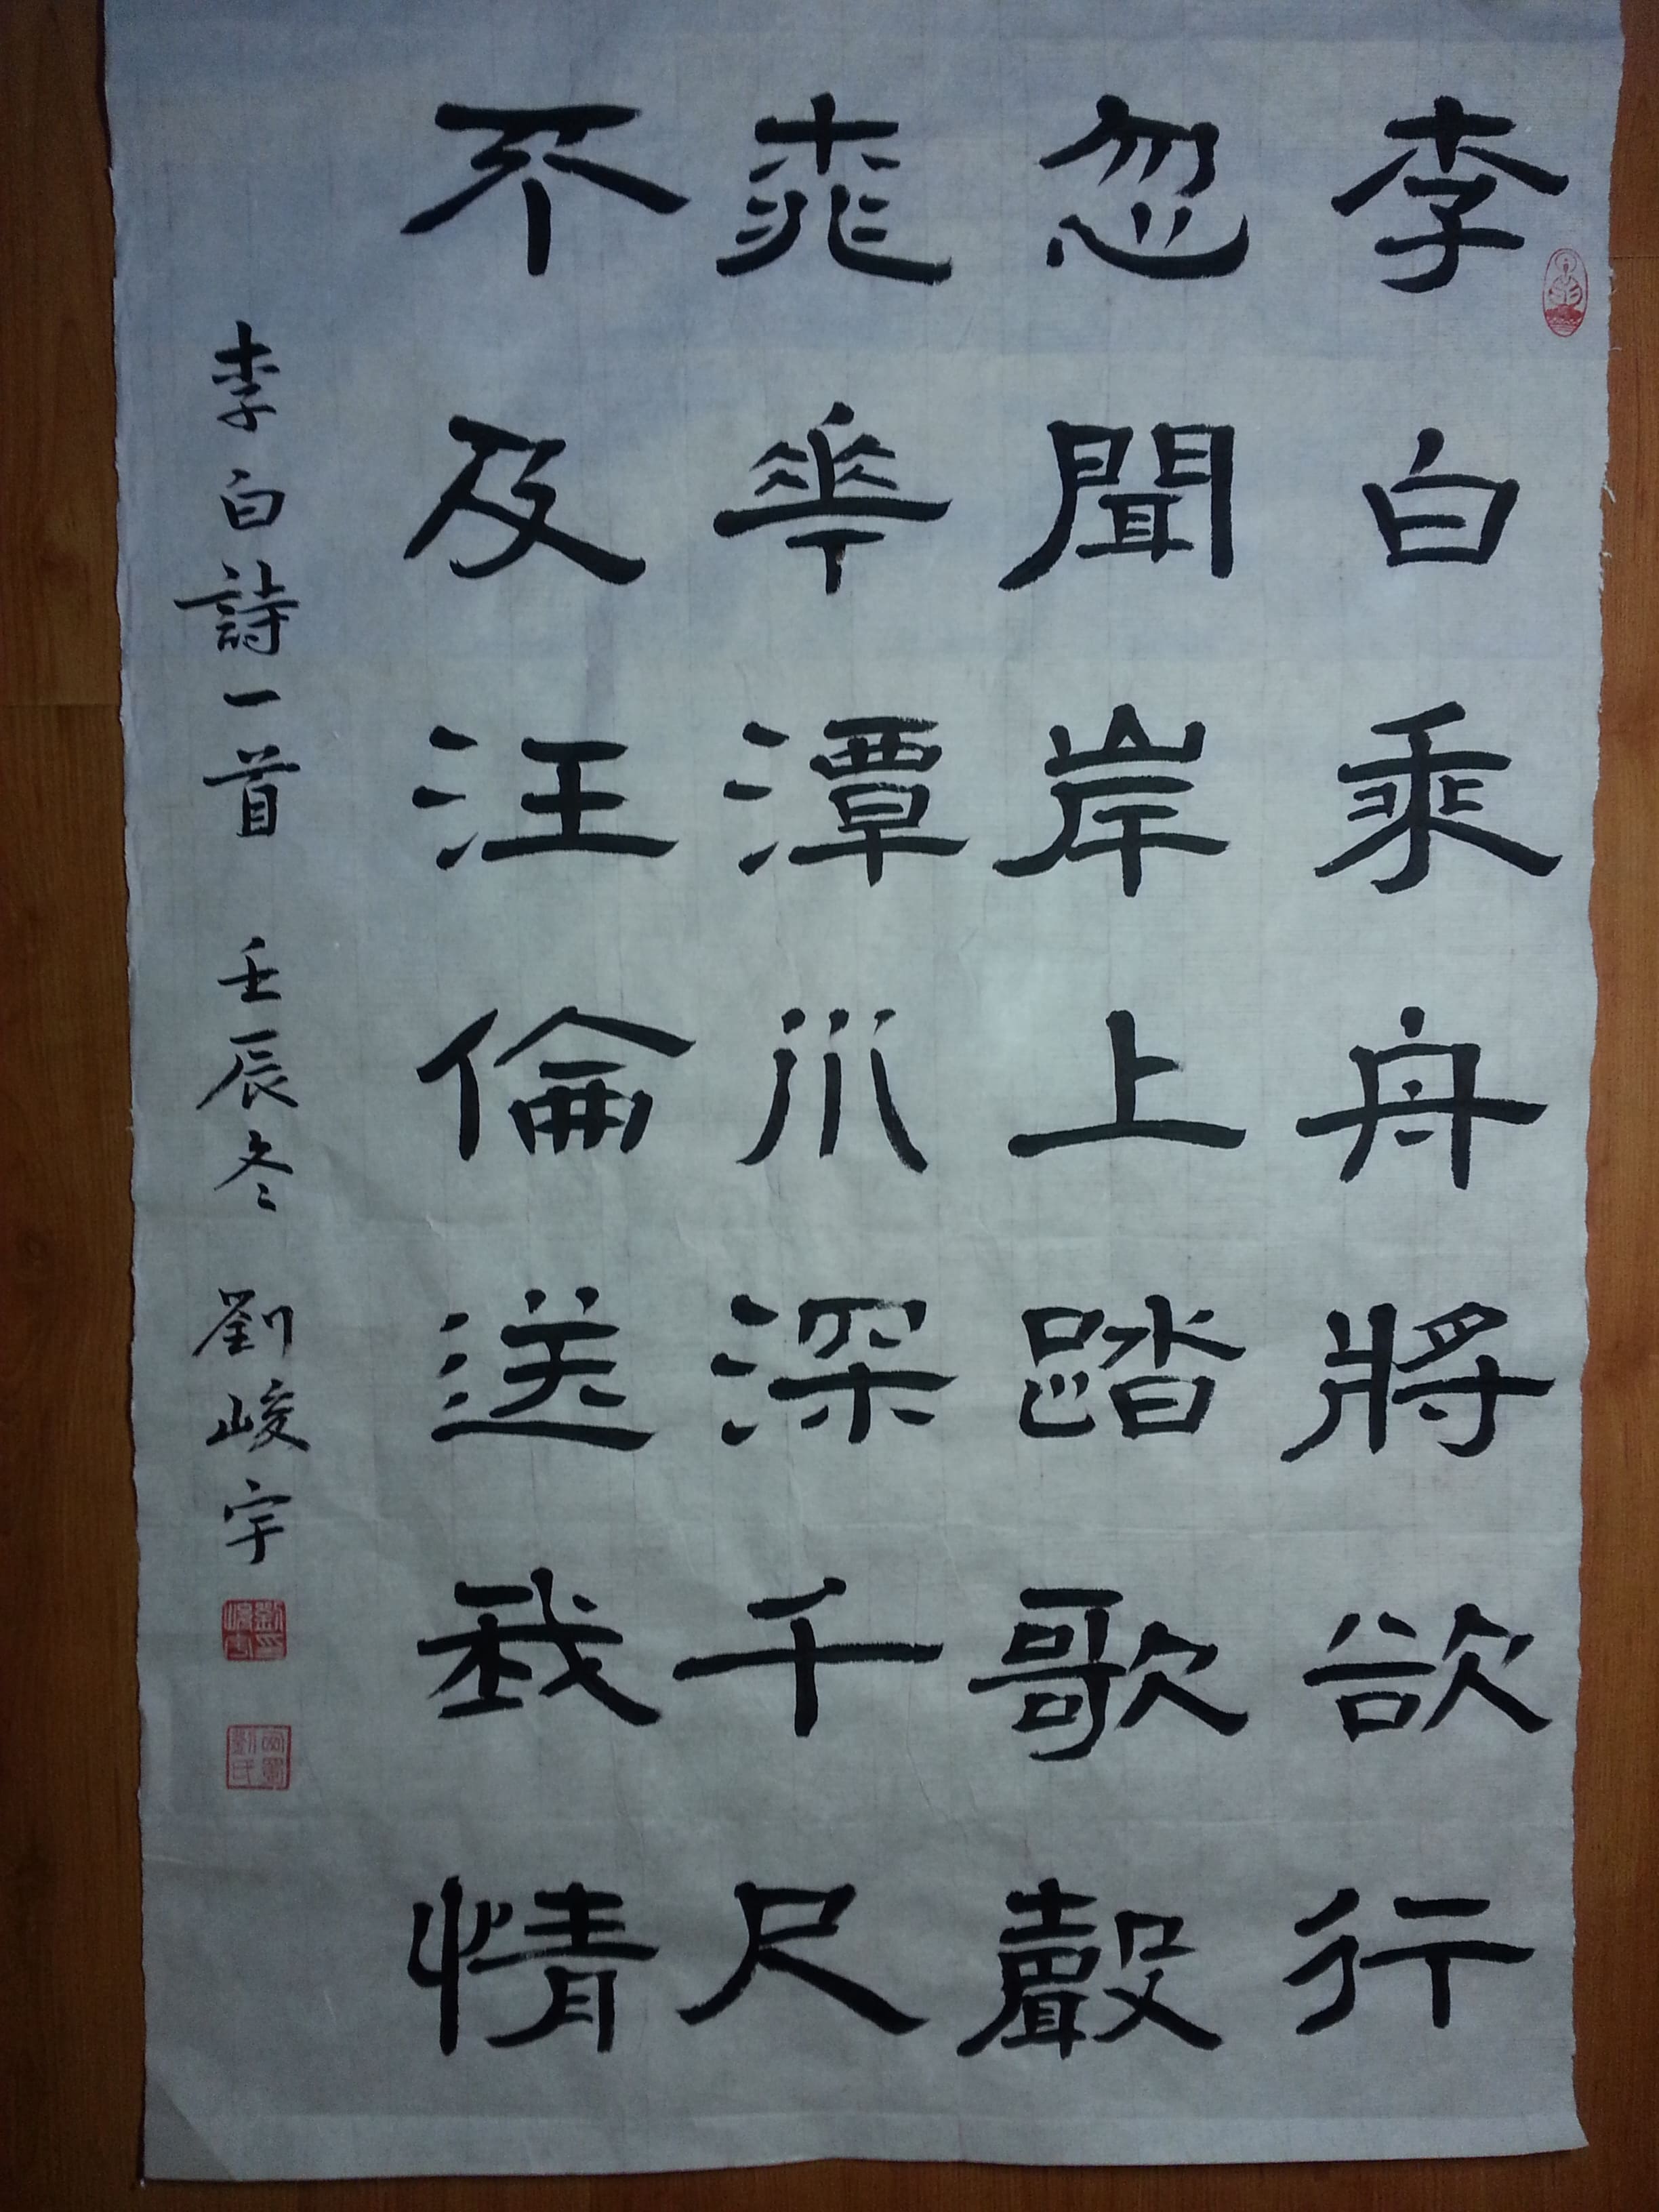 李白乘舟將欲行
忽聞岸上踏歌聲
桃華潭水深千尺
不及汪倫送我情
李白詩一首 壬辰冬 劉峻宇